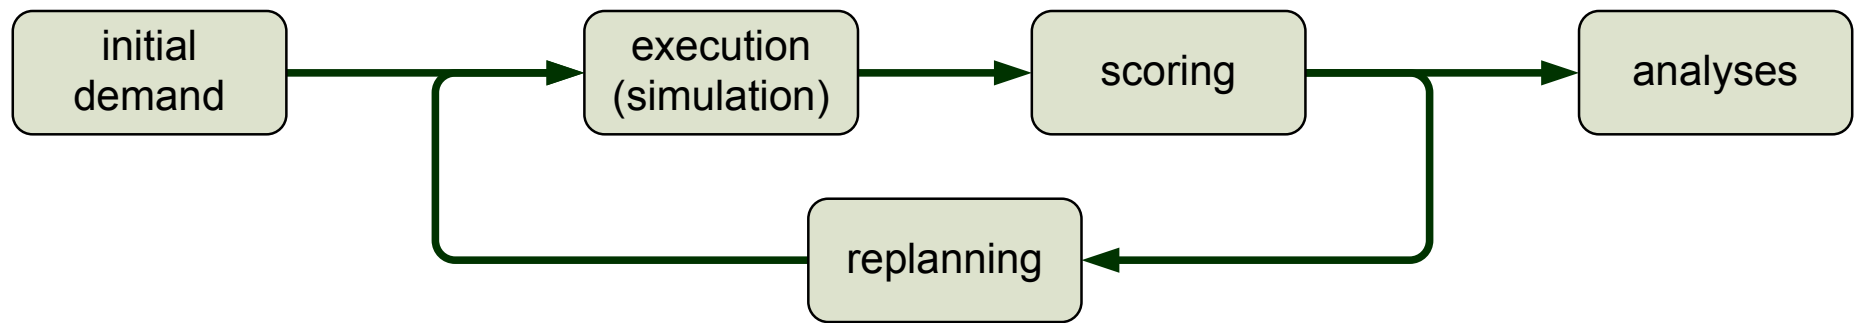 initial
demand
execution
(simulation)
scoring
analyses
replanning